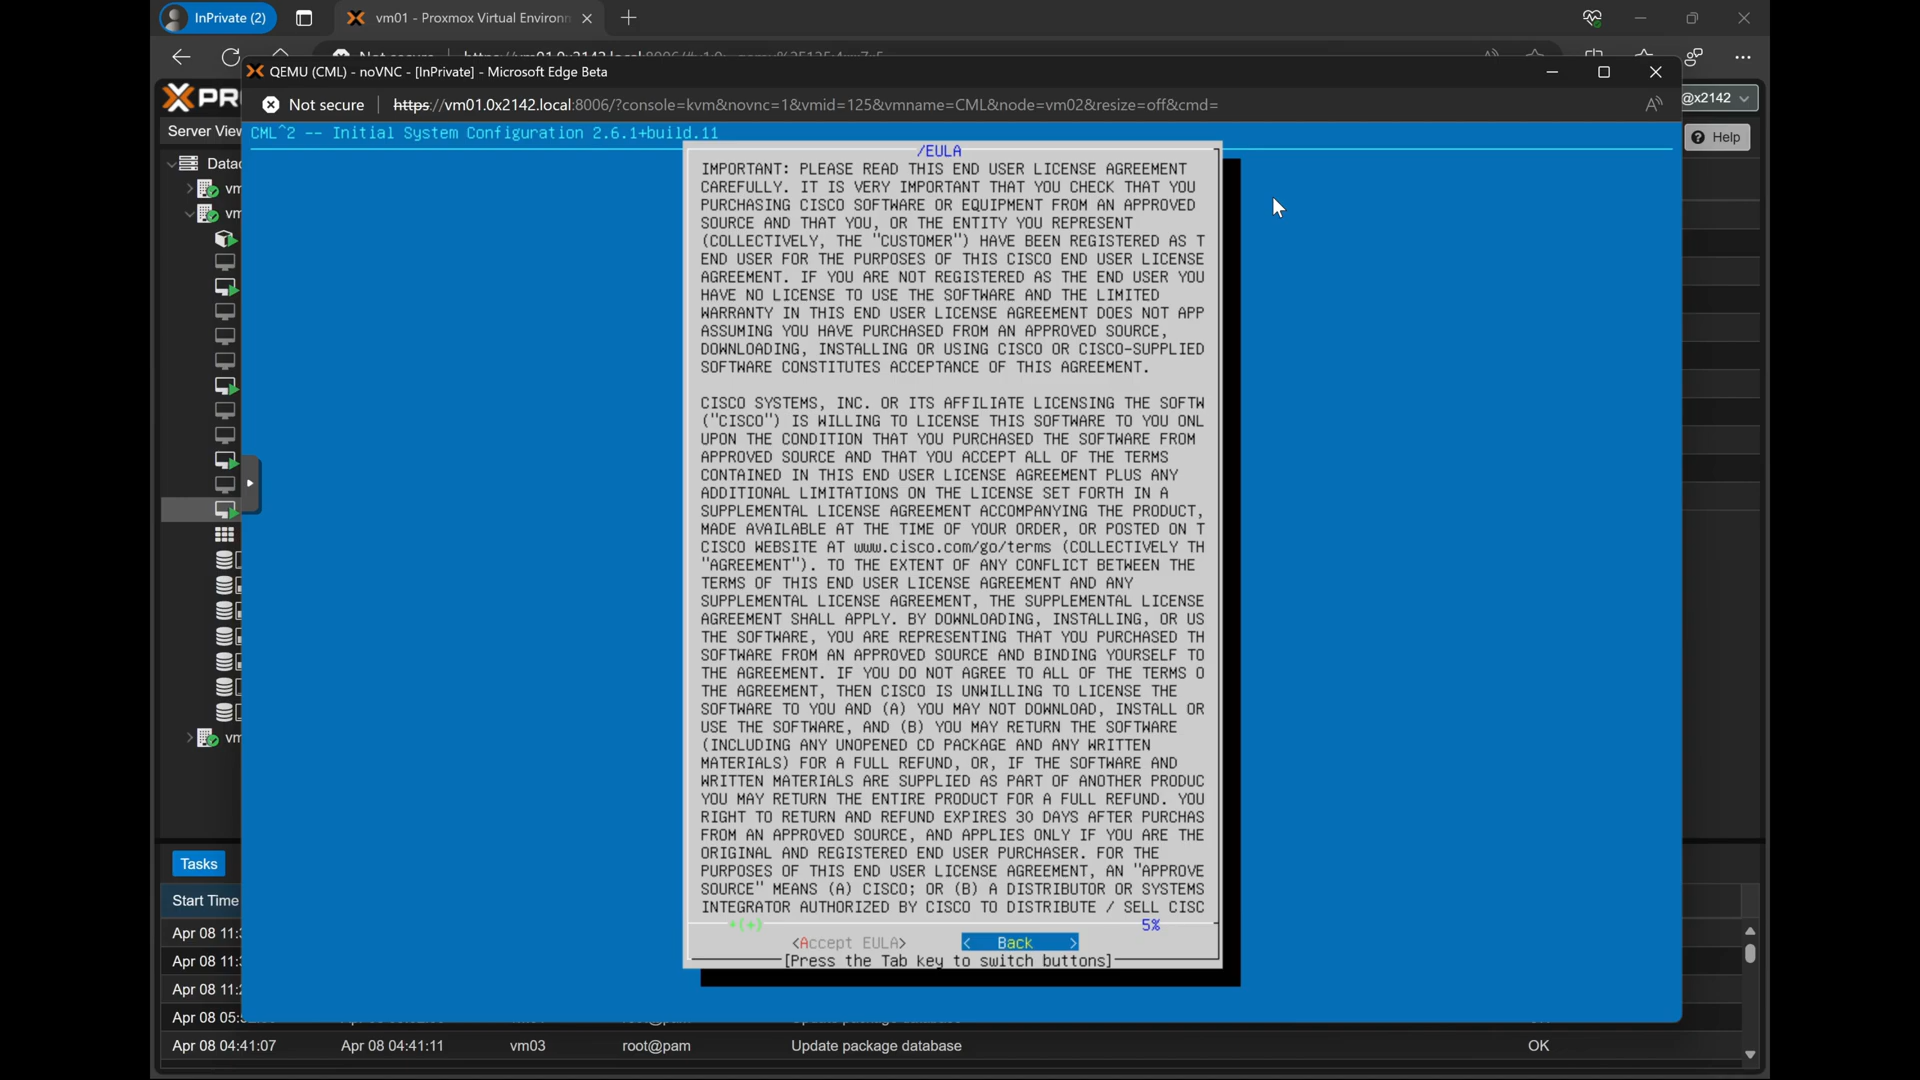 InPrivate (2)
vm01 - Proxmox Virtual Environm
QEMU (CML) - noVNC - [InPrivate] - Microsoft Edge Beta
Not secure
https://vm01.0x2142.local:8006/?console=kvm&novnc=1&vmid=125&vmname=CML&node=vm02&resize=off&cmd=
@x2142
Help
Server View
CML^2 -- Initial System Configuration 2.6.1+build.11
/EULA
IMPORTANT: PLEASE READ THIS END USER LICENSE AGREEMENT
CAREFULLY. IT IS VERY IMPORTANT THAT YOU CHECK THAT YOU
PURCHASING CISCO SOFTWARE OR EQUIPMENT FROM AN APPROVED
SOURCE AND THAT YOU, OR THE ENTITY YOU REPRESENT
(COLLECTIVELY, THE "CUSTOMER") HAVE BEEN REGISTERED AS T
END USER FOR THE PURPOSES OF THIS CISCO END USER LICENSE
AGREEMENT. IF YOU ARE NOT REGISTERED AS THE END USER YOU
HAVE NO LICENSE TO USE THE SOFTWARE AND THE LIMITED
WARRANTY IN THIS END USER LICENSE AGREEMENT DOES NOT APP
ASSUMING YOU HAVE PURCHASED FROM AN APPROVED SOURCE,
DOWNLOADING, INSTALLING OR USING CISCO OR CISCO-SUPPLIED
SOFTWARE CONSTITUTES ACCEPTANCE OF THIS AGREEMENT.
CISCO SYSTEMS, INC. OR ITS AFFILIATE LICENSING THE SOFTW
("CISCO") IS WILLING TO LICENSE THIS SOFTWARE TO YOU ONL
UPON THE CONDITION THAT YOU PURCHASED THE SOFTWARE FROM
APPROVED SOURCE AND THAT YOU ACCEPT ALL OF THE TERMS
CONTAINED IN THIS END USER LICENSE AGREEMENT PLUS ANY
ADDITIONAL LIMITATIONS ON THE LICENSE SET FORTH IN A
SUPPLEMENTAL LICENSE AGREEMENT ACCOMPANYING THE PRODUCT,
MADE AVAILABLE AT THE TIME OF YOUR ORDER, OR POSTED ON T
CISCO WEBSITE AT www.cisco.com/go/terms (COLLECTIVELY TH
"AGREEMENT"). TO THE EXTENT OF ANY CONFLICT BETWEEN THE
TERMS OF THIS END USER LICENSE AGREEMENT AND ANY
SUPPLEMENTAL LICENSE AGREEMENT, THE SUPPLEMENTAL LICENSE
AGREEMENT SHALL APPLY. BY DOWNLOADING, INSTALLING, OR US
THE SOFTWARE, YOU ARE REPRESENTING THAT YOU PURCHASED TH
SOFTWARE FROM AN APPROVED SOURCE AND BINDING YOURSELF TO
THE AGREEMENT. IF YOU DO NOT AGREE TO ALL OF THE TERMS O
THE AGREEMENT, THEN CISCO IS UNWILLING TO LICENSE THE
SOFTWARE TO YOU AND (A) YOU MAY NOT DOWNLOAD, INSTALL OR
USE THE SOFTWARE, AND (B) YOU MAY RETURN THE SOFTWARE
(INCLUDING ANY UNOPENED CD PACKAGE AND ANY WRITTEN
MATERIALS) FOR A FULL REFUND, OR, IF THE SOFTWARE AND
WRITTEN MATERIALS ARE SUPPLIED AS PART OF ANOTHER PRODUC
YOU MAY RETURN THE ENTIRE PRODUCT FOR A FULL REFUND. YOU
RIGHT TO RETURN AND REFUND EXPIRES 30 DAYS AFTER PURCHAS
FROM AN APPROVED SOURCE, AND APPLIES ONLY IF YOU ARE THE
ORIGINAL AND REGISTERED END USER PURCHASER. FOR THE
PURPOSES OF THIS END USER LICENSE AGREEMENT, AN "APPROVE
SOURCE" MEANS (A) CISCO; OR (B) A DISTRIBUTOR OR SYSTEMS
INTEGRATOR AUTHORIZED BY CISCO TO DISTRIBUTE / SELL CISC
+(+) 5%
<Accept EULA> < Back >
[Press the Tab key to switch buttons]
Tasks
Start Time
Apr 08 11:
Apr 08 11:
Apr 08 11:
Apr 08 05:
Apr 08 04:41:07 Apr 08 04:41:11 vm03 root@pam Update package database OK